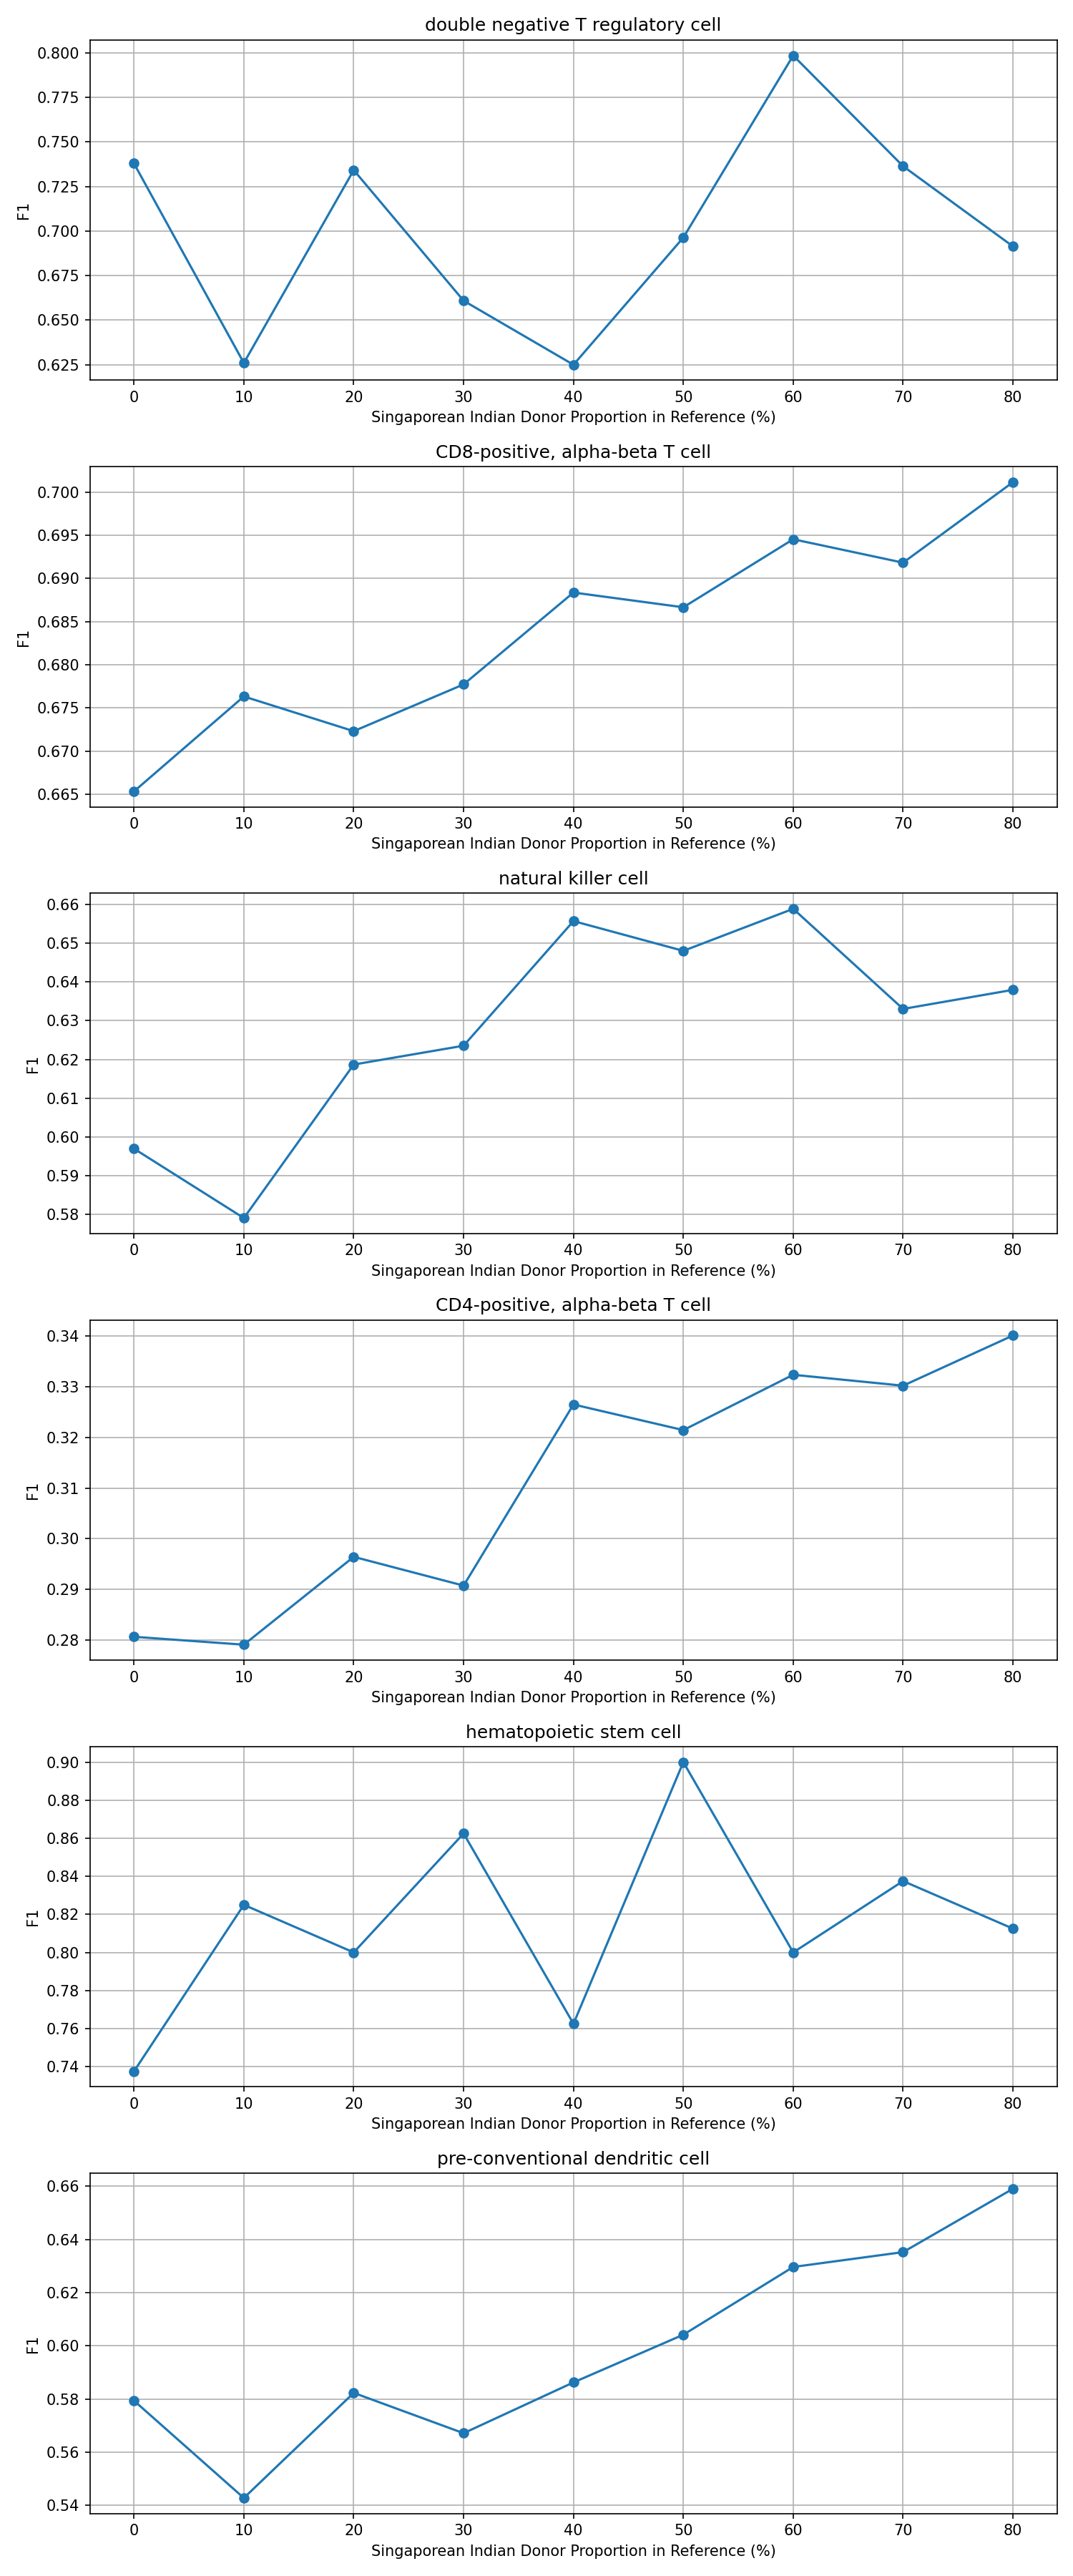 double negative T regulatory cell
0.800
0.775
0.750
0.725
0.700
0.675
0.650
0.625
F1
0 10 20 30 40 50 60 70 80
Singaporean Indian Donor Proportion in Reference (%)
CD8-positive, alpha-beta T cell
0.700
0.695
0.690
0.685
0.680
0.675
0.670
0.665
F1
0 10 20 30 40 50 60 70 80
Singaporean Indian Donor Proportion in Reference (%)
natural killer cell
0.66
0.65
0.64
0.63
0.62
0.61
0.60
0.59
0.58
F1
0 10 20 30 40 50 60 70 80
Singaporean Indian Donor Proportion in Reference (%)
CD4-positive, alpha-beta T cell
0.34
0.33
0.32
0.31
0.30
0.29
0.28
F1
0 10 20 30 40 50 60 70 80
Singaporean Indian Donor Proportion in Reference (%)
hematopoietic stem cell
0.90
0.88
0.86
0.84
0.82
0.80
0.78
0.76
0.74
F1
0 10 20 30 40 50 60 70 80
Singaporean Indian Donor Proportion in Reference (%)
pre-conventional dendritic cell
0.66
0.64
0.62
0.60
0.58
0.56
0.54
F1
0 10 20 30 40 50 60 70 80
Singaporean Indian Donor Proportion in Reference (%)